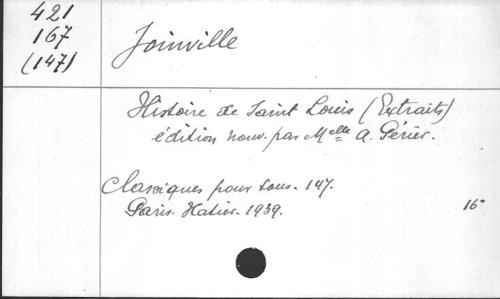 421
167
(147)
Joinville
Histoire de Saint Louis (Extraits)
édition nouv. par Melle A. Périer.
Classiques pour tous. 147.
Paris. Hatier. 1939.
16°